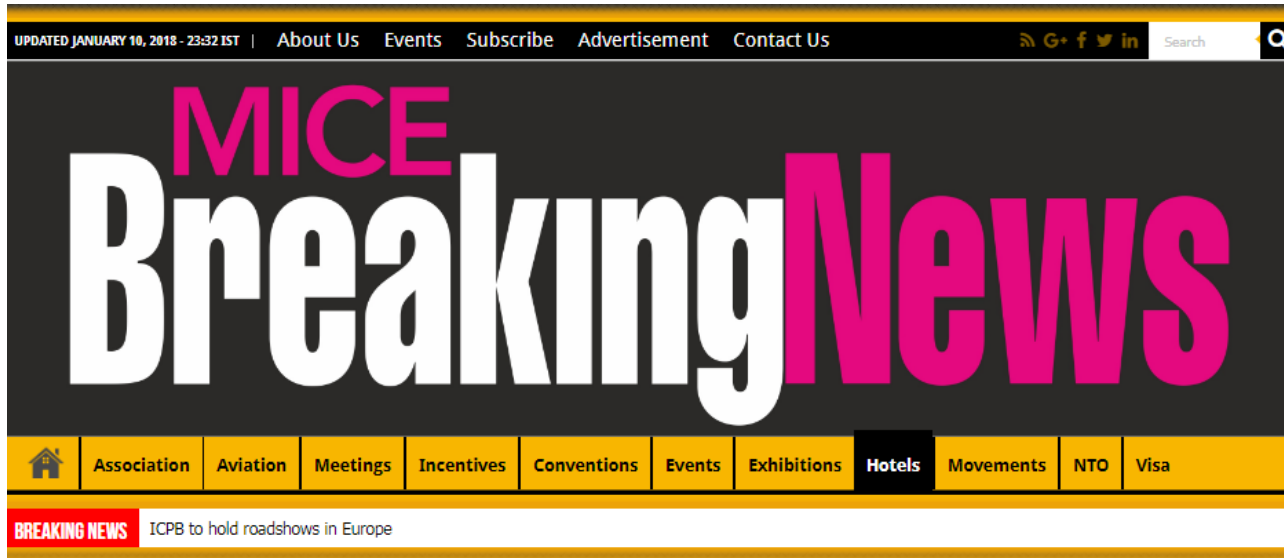 UPDATED JANUARY 10, 2018 - 23:32 IST | About Us Events Subscribe Advertisement Contact Us G+ f in Search
MICE
BreakingNews
Association Aviation Meetings Incentives Conventions Events Exhibitions Hotels Movements NTO Visa
BREAKING NEWS ICPB to hold roadshows in Europe